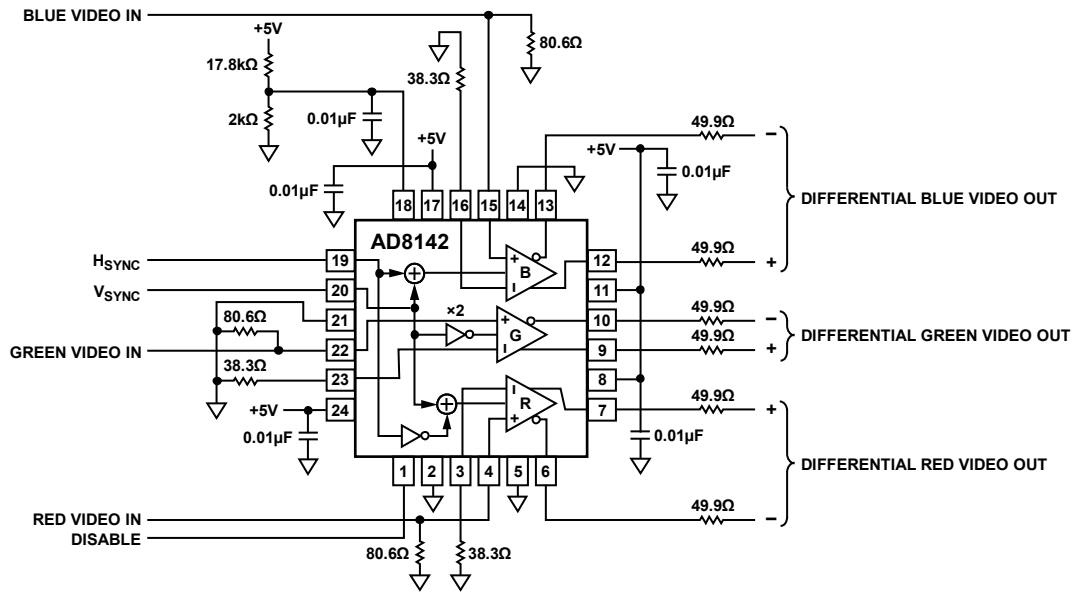 BLUE VIDEO IN
+5V
17.8kΩ
2kΩ
0.01µF
38.3Ω
80.6Ω
+5V
0.01µF
49.9Ω
−
+5V
0.01µF
DIFFERENTIAL BLUE VIDEO OUT
18
17
16
15
14
13
AD8142
HSYNC
19
+
B
+
I
12
49.9Ω
+
VSYNC
20
11
21
×2
10
49.9Ω
−
DIFFERENTIAL GREEN VIDEO OUT
80.6Ω
+
G
I
GREEN VIDEO IN
22
9
49.9Ω
+
38.3Ω
23
8
+5V
24
+
I
R
+
7
49.9Ω
+
0.01µF
0.01µF
DIFFERENTIAL RED VIDEO OUT
1
2
3
4
5
6
49.9Ω
−
RED VIDEO IN
DISABLE
80.6Ω
38.3Ω